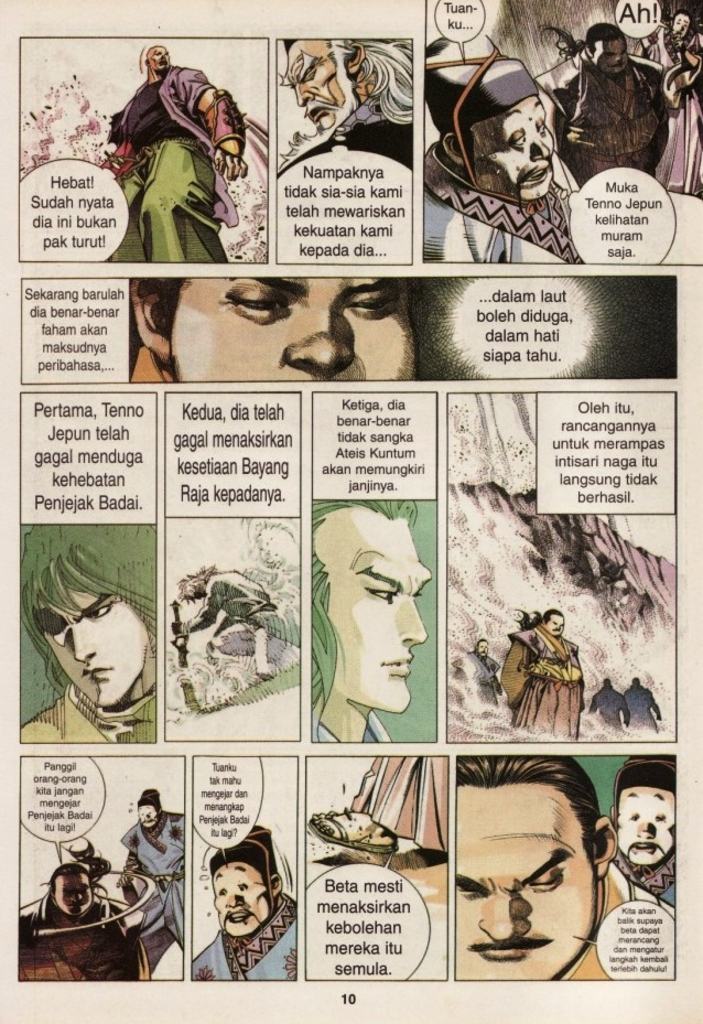 Hebat!
Sudah nyata
dia ini bukan
pak turut!
Nampaknya
tidak sia-sia kami
telah mewariskan
kekuatan kami
kepada dia...
Tuan-
ku...
Ah!
Muka
Tenno Jepun
kelihatan
muram
saja.
Sekarang barulah
dia benar-benar
faham akan
maksudnya
peribahasa,...
...dalam laut
boleh diduga,
dalam hati
siapa tahu.
Pertama, Tenno
Jepun telah
gagal menduga
kehebatan
Penjejak Badai.
Kedua, dia telah
gagal menaksirkan
kesetiaan Bayang
Raja kepadanya.
Ketiga, dia
benar-benar
tidak sangka
Ateis Kuntum
akan memungkiri
janjinya.
Oleh itu,
rancangannya
untuk merampas
intisari naga itu
langsung tidak
berhasil.
Panggil
orang-orang
kita jangan
mengejar
Penjejak Badai
itu lagi!
Tuanku
tak mahu
mengejar dan
menangkap
Penjejak Badai
itu lagi?
Beta mesti
menaksirkan
kebolehan
mereka itu
semula.
Kita akan
balik supaya
beta dapat
merancang
dan mengatur
langkah kembali
terlebih dahulu!
10